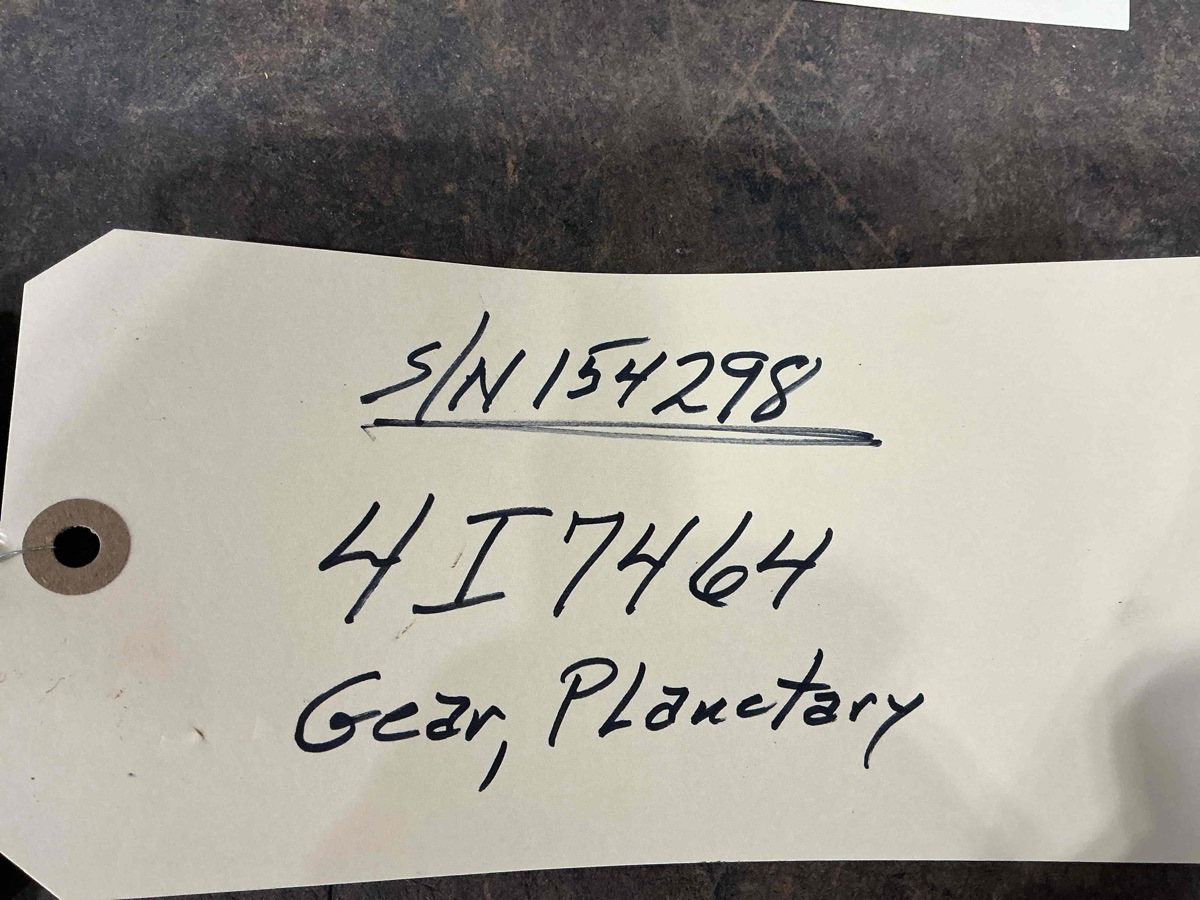 S/N 154298
4I7464
Gear, Planetary